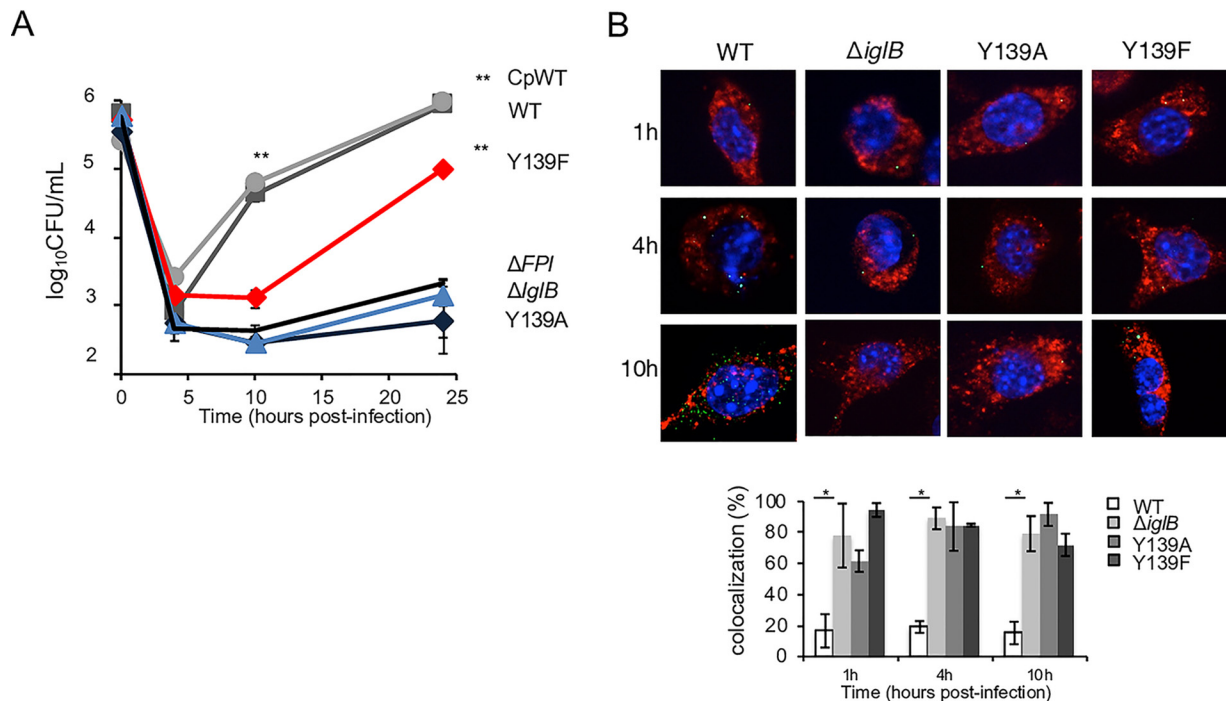 A
** CpWT
WT
** Y139F
ΔFPI
ΔIglB
Y139A
**
log10CFU/mL
6
5
4
3
2
0 5 10 15 20 25
Time (hours post-infection)
B
WT ΔiglB Y139A Y139F
1h
4h
10h
colocalization (%)
100
80
60
40
20
0
* * *
WT
ΔiglB
Y139A
Y139F
1h 4h 10h
Time (hours post-infection)